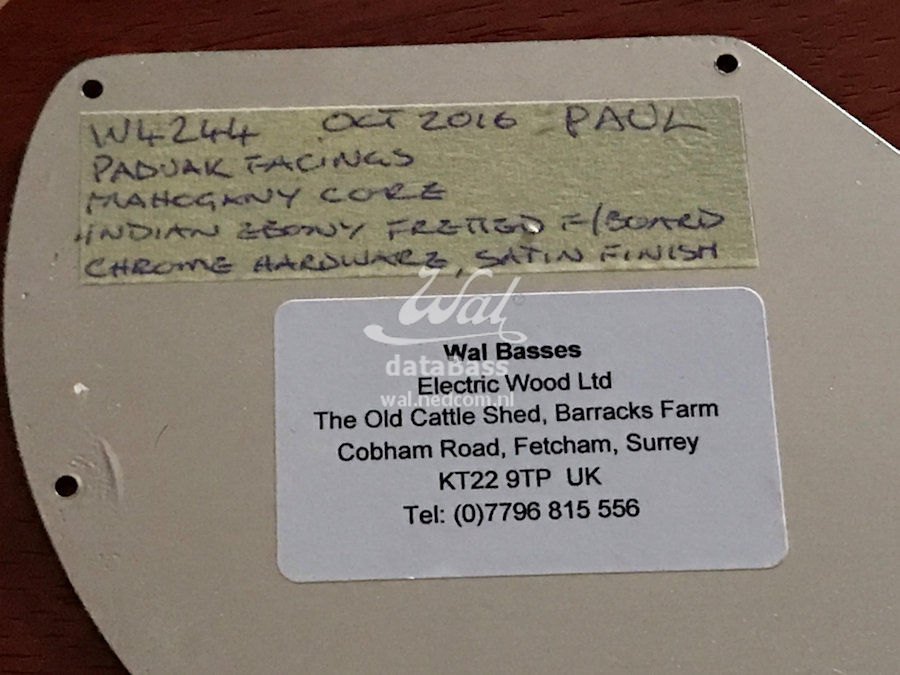 W4244 OCT 2016 PAUL
PADUAK FACINGS
MAHOGANY CORE
INDIAN EBONY FRETTED F/BOARD
CHROME HARDWARE, SATIN FINISH
Wal
Wal Basses
dataBass
Electric Wood Ltd
wal.nedcom.nl
The Old Cattle Shed, Barracks Farm
Cobham Road, Fetcham, Surrey
KT22 9TP UK
Tel: (0)7796 815 556